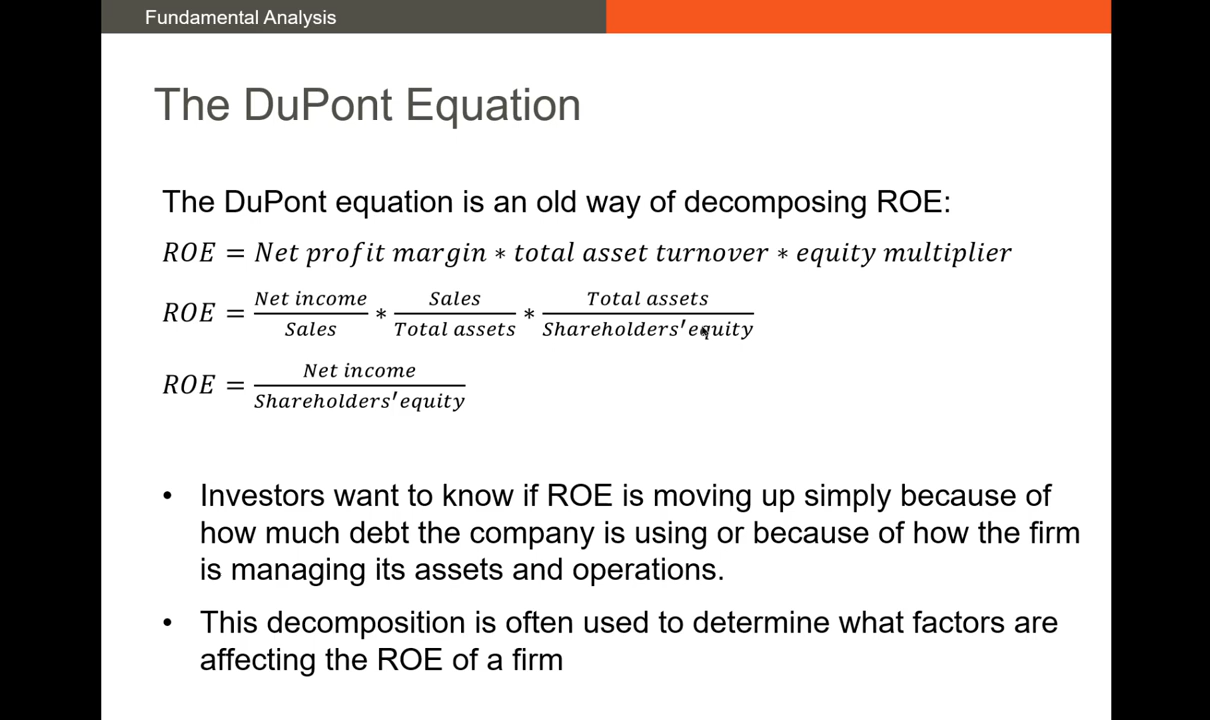 Fundamental Analysis
The DuPont Equation
The DuPont equation is an old way of decomposing ROE:
ROE = Net profit margin * total asset turnover * equity multiplier
ROE = Net income/Sales * Sales/Total assets * Total assets/Shareholders'equity
ROE = Net income/Shareholders'equity
• Investors want to know if ROE is moving up simply because of
how much debt the company is using or because of how the firm
is managing its assets and operations.
• This decomposition is often used to determine what factors are
affecting the ROE of a firm